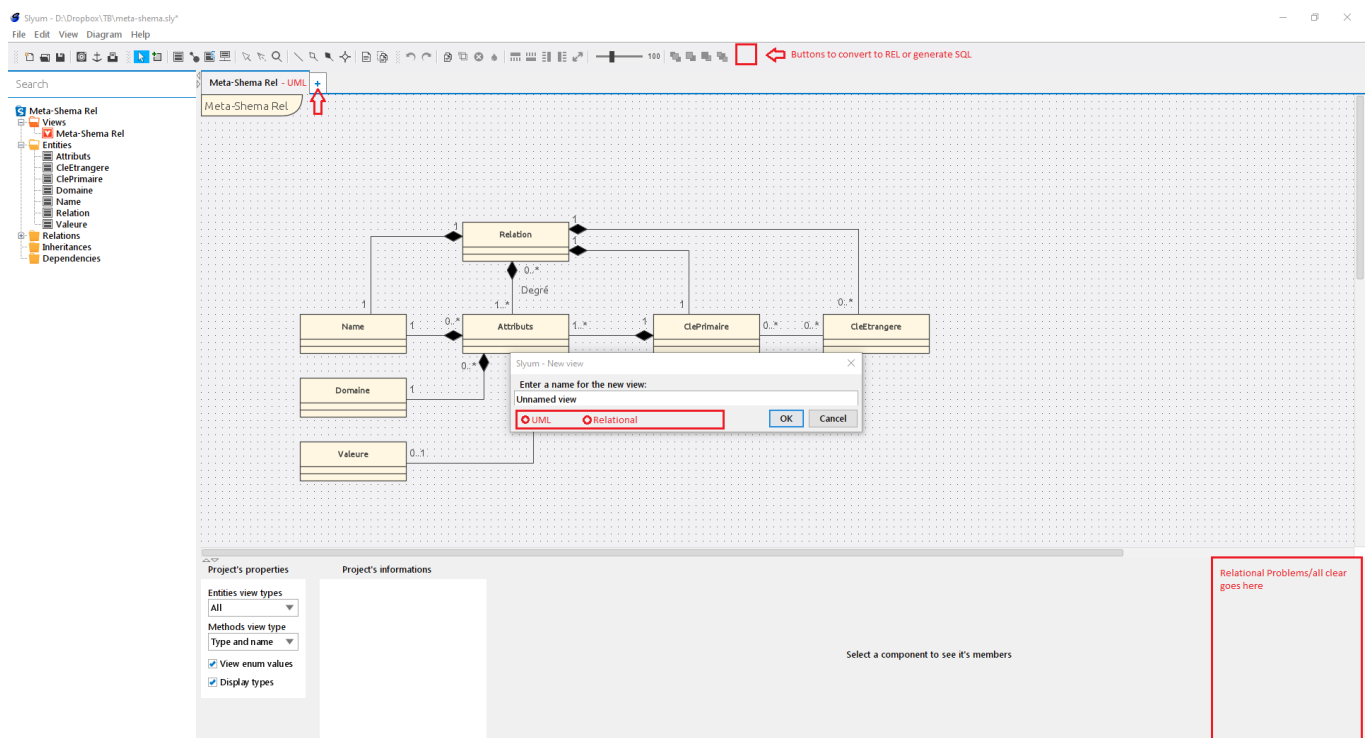 Slyum - D:\Dropbox\TB\meta-shema.sly*
File Edit View Diagram Help
100
Buttons to convert to REL or generate SQL
Search
Meta-Shema Rel - UML +
Meta-Shema Rel
Meta-Shema Rel
Views
Meta-Shema Rel
Entities
Attributs
CleEtrangere
ClePrimaire
Domaine
Name
Relation
Valeure
Relations
Inheritances
Dependencies
1
1
Relation
1
0..*
Degré
1
1..*
1
0..*
Name
1
0..*
Attributs
1..*
1
ClePrimaire
0..*
0..*
CleEtrangere
0..*
Domaine
1
Valeure
0..1
Slyum - New view
Enter a name for the new view:
Unnamed view
UML
Relational
OK
Cancel
Project's properties
Entities view types
All
Methods view type
Type and name
View enum values
Display types
Project's informations
Select a component to see it's members
Relational Problems/all clear
goes here